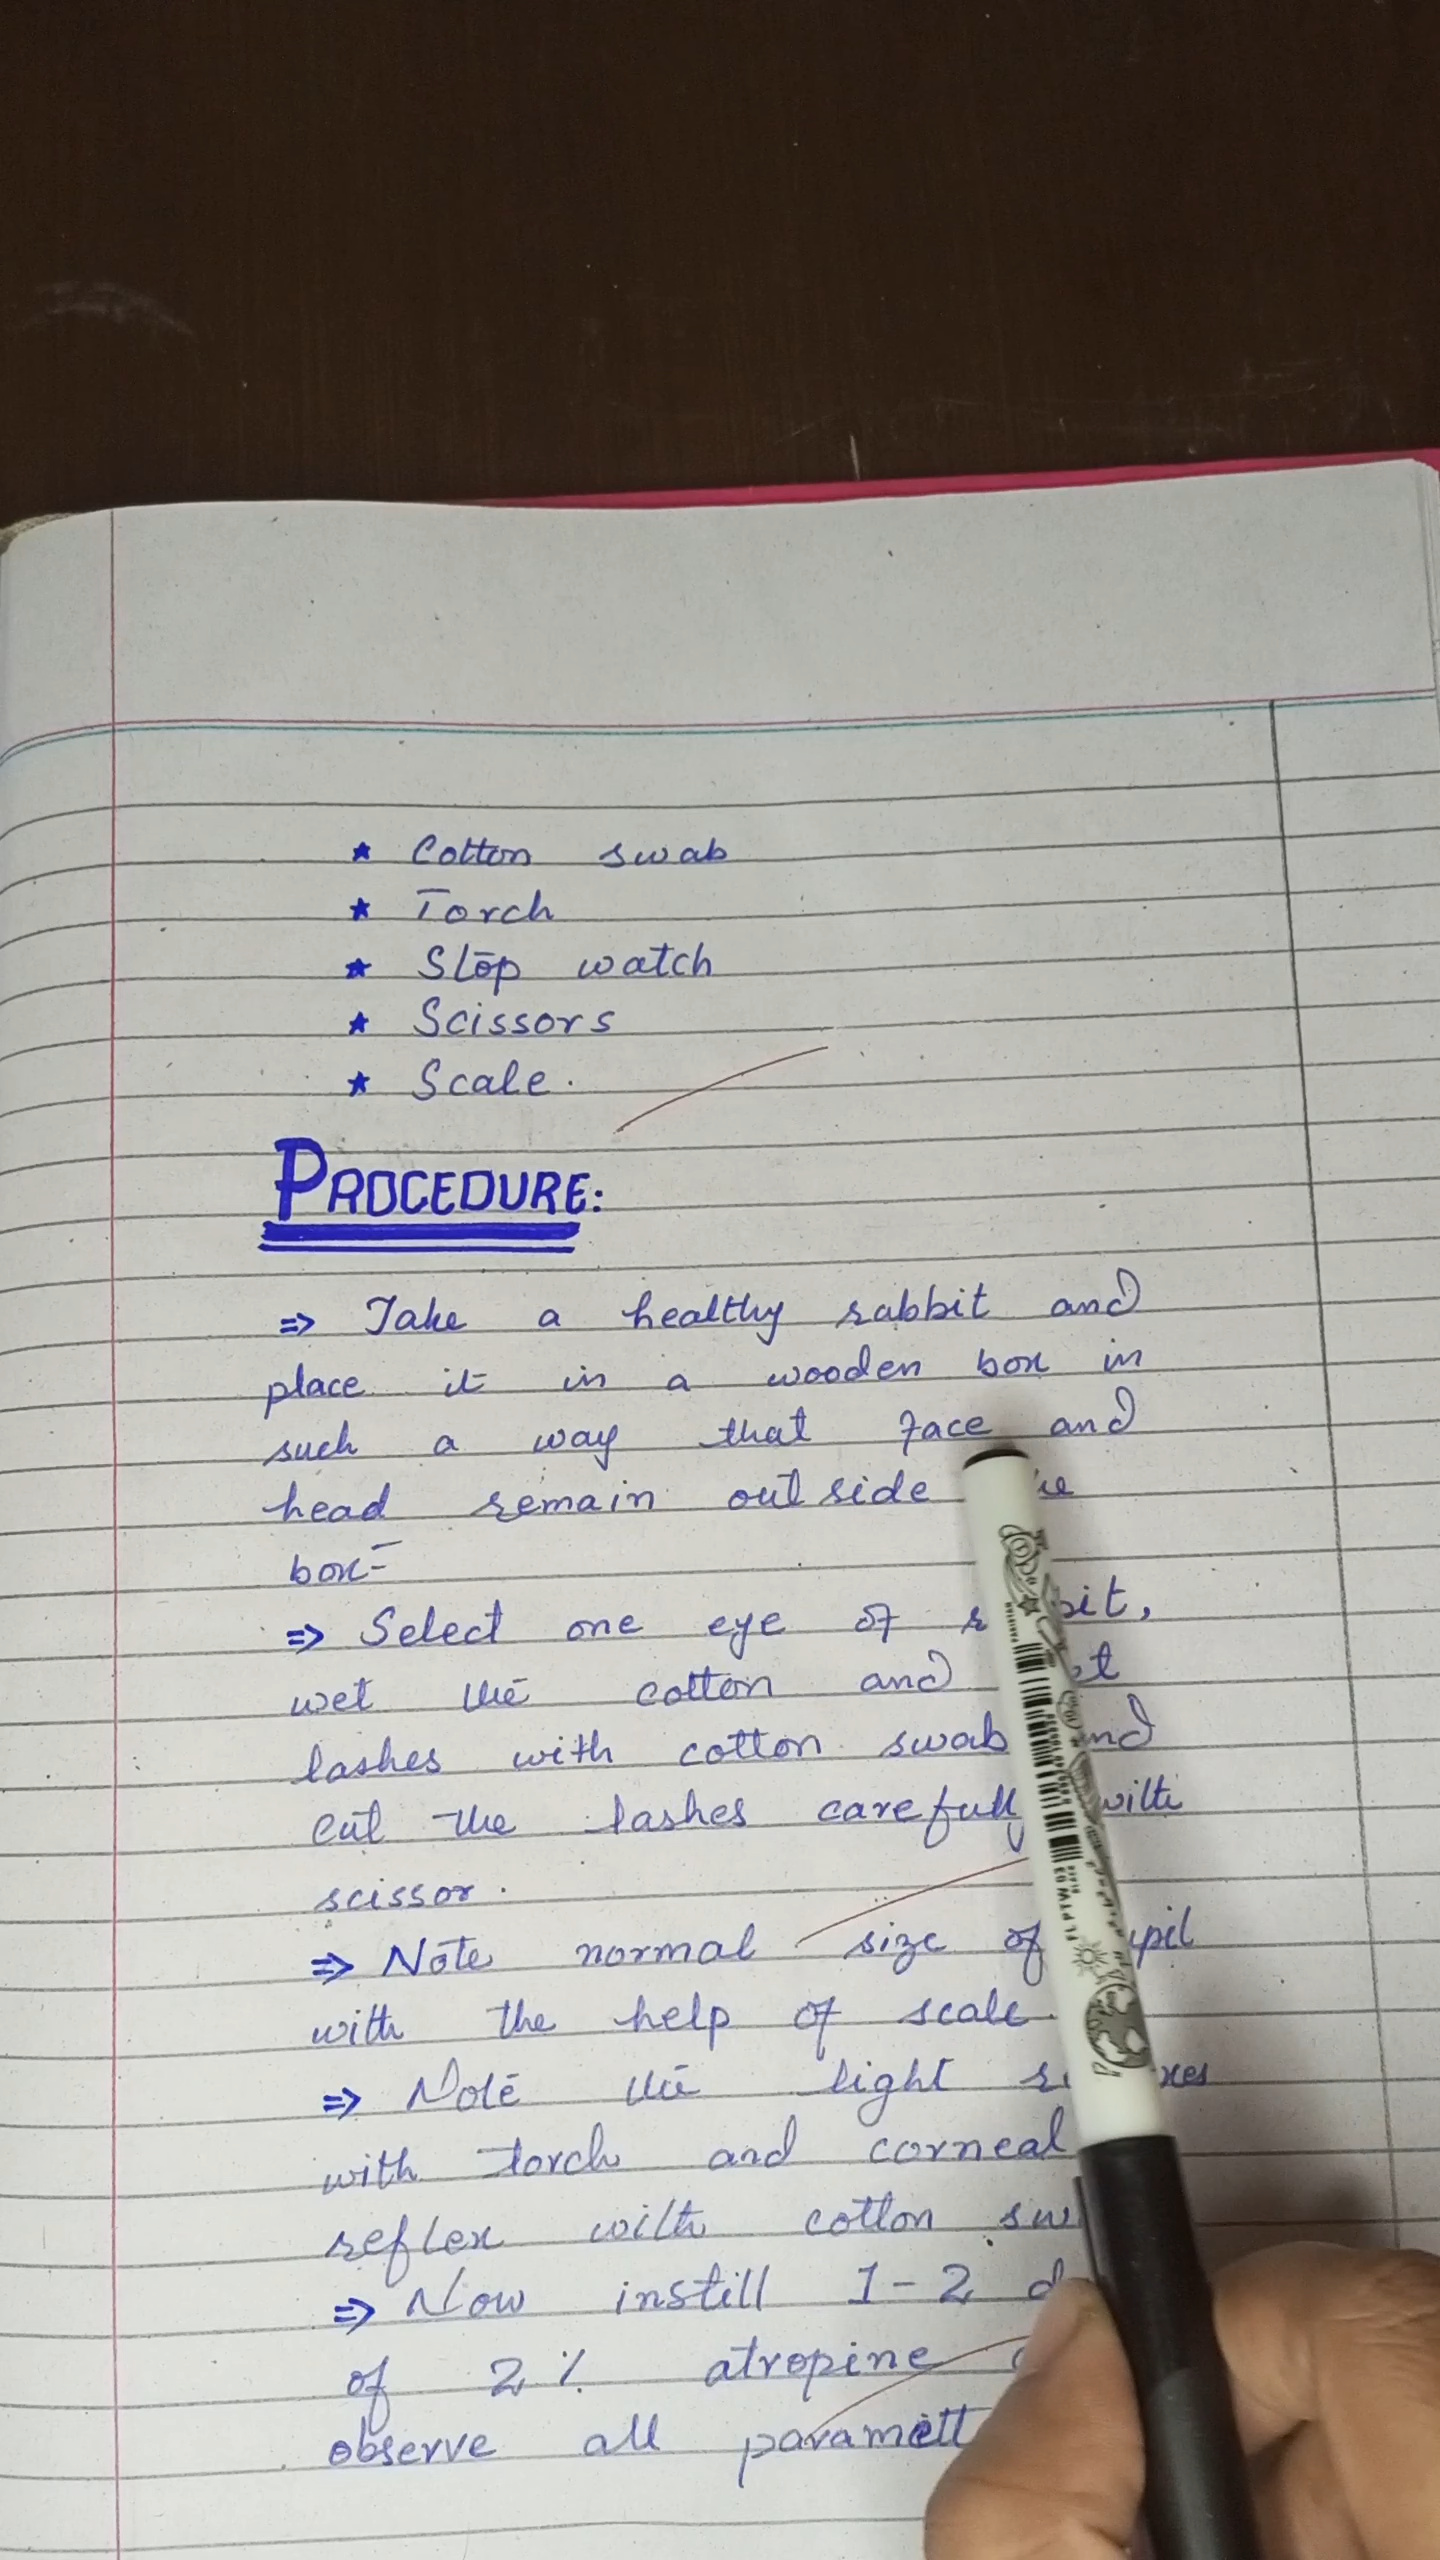 ★ Cotton swab
★ Torch
★ Stop watch
★ Scissors
★ Scale.
PROCEDURE:
⇒ Take a healthy rabbit and
place it in a wooden box in
such a way that face and
head remain outside
box
⇒ Select one eye of
wet the cotton and
lashes with cotton swab
cut the lashes carefully with
scissor.
⇒ Note normal size of
with the help of scale
⇒ Note the light
with torch and corneal
reflex with cotton
⇒ Now instill 1-2
of 2% atropine
observe all